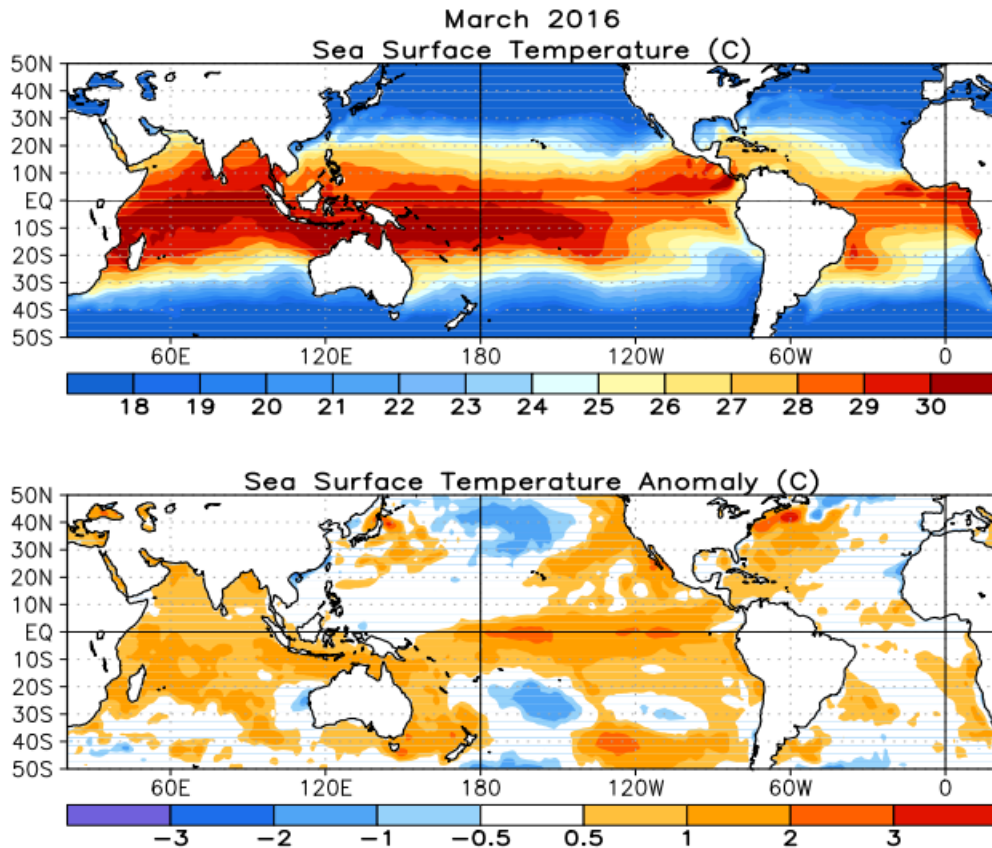 March 2016
Sea Surface Temperature (C)
50N
40N
30N
20N
10N
EQ
10S
20S
30S
40S
50S
60E 120E 180 120W 60W 0
18 19 20 21 22 23 24 25 26 27 28 29 30
Sea Surface Temperature Anomaly (C)
50N
40N
30N
20N
10N
EQ
10S
20S
30S
40S
50S
60E 120E 180 120W 60W 0
-3 -2 -1 -0.5 0.5 1 2 3